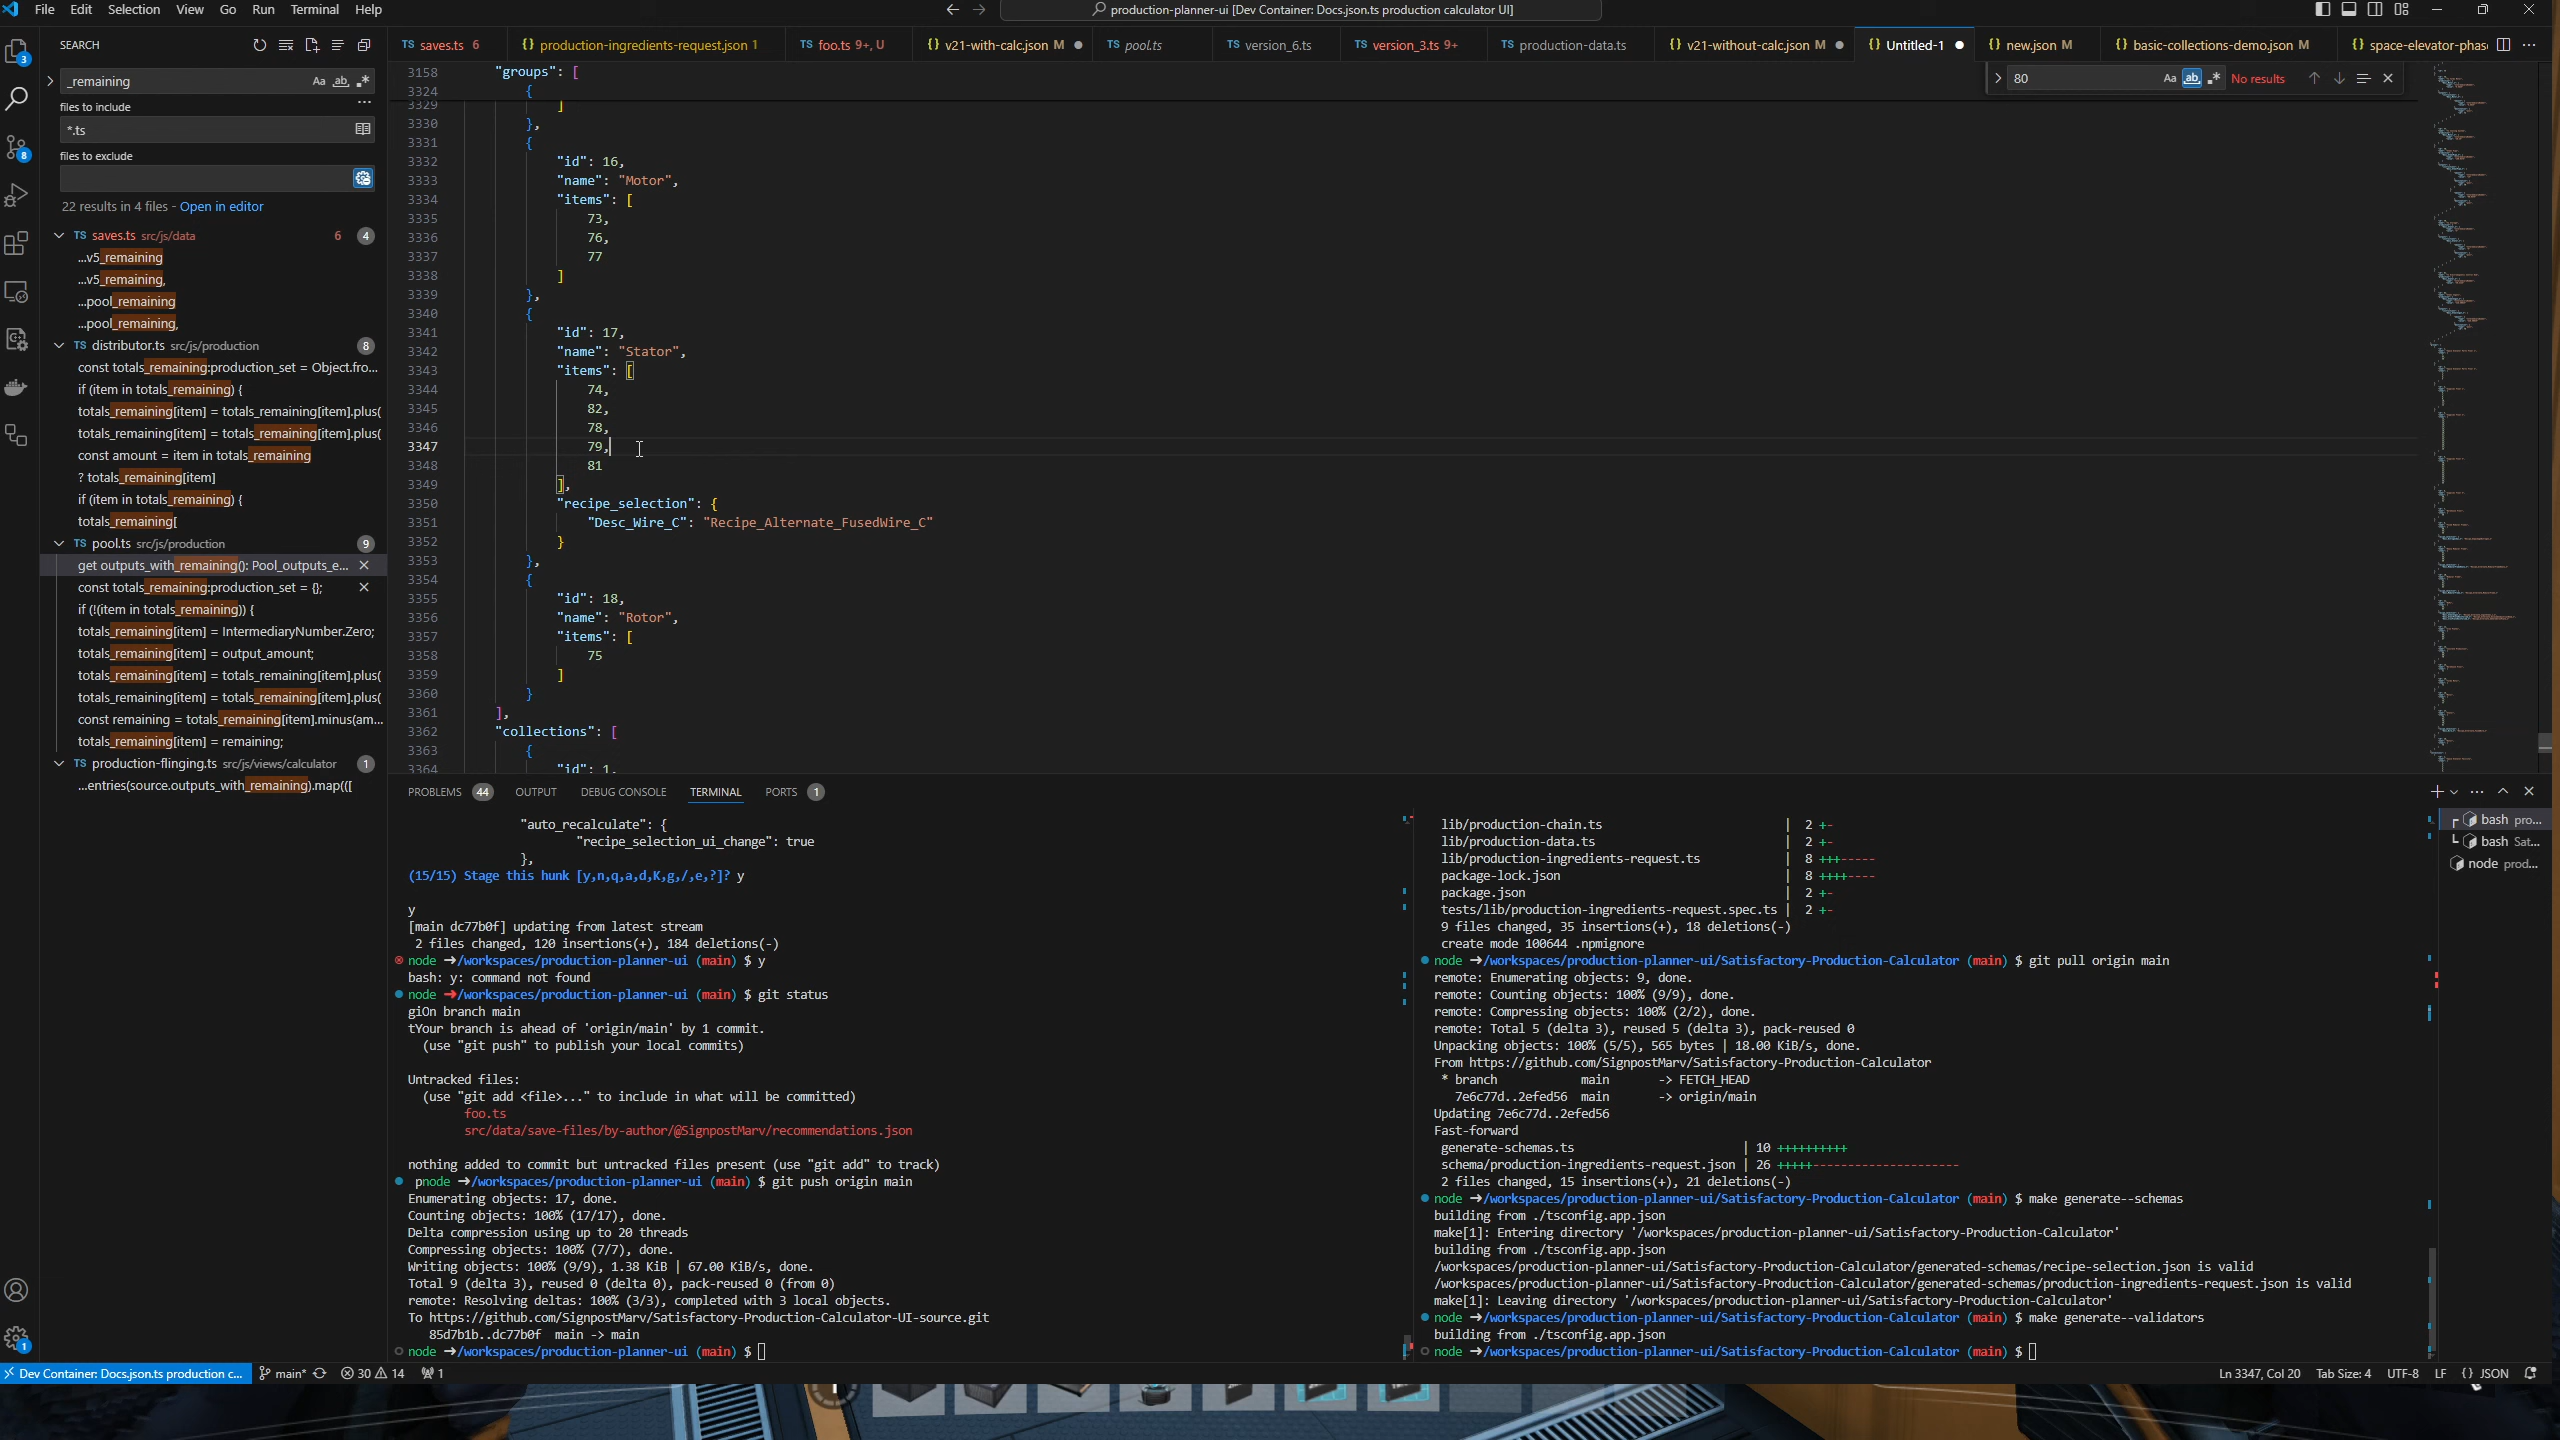 File Edit Selection View Go Run Terminal Help
production-planner-ui [Dev Container: Docs.json.ts production calculator UI]
SEARCH
_remaining
files to include
*.ts
files to exclude
22 results in 4 files - Open in editor
saves.ts src/js/data 6 4
...v5_remaining
...v5_remaining,
...pool_remaining
...pool_remaining,
distributor.ts src/js/production 8
const totals_remaining:production_set = Object.fro...
if (item in totals_remaining) {
totals_remaining[item] = totals_remaining[item].plus(
totals_remaining[item] = totals_remaining[item].plus(
const amount = item in totals_remaining
? totals_remaining[item]
if (item in totals_remaining) {
totals_remaining[
pool.ts src/js/production 9
get outputs_with_remaining(): Pool_outputs_e...
const totals_remaining:production_set = {};
if (!(item in totals_remaining)) {
totals_remaining[item] = IntermediaryNumber.Zero;
totals_remaining[item] = output_amount;
totals_remaining[item] = totals_remaining[item].plus(
totals_remaining[item] = totals_remaining[item].plus(
const remaining = totals_remaining[item].minus(am...
totals_remaining[item] = remaining;
production-flinging.ts src/js/views/calculator 1
...entries(source.outputs_with_remaining).map(([
TS saves.ts 6 {} production-ingredients-request.json 1 TS foo.ts 9+, U {} v21-with-calc.json M TS pool.ts TS version_6.ts TS version_3.ts 9+ TS production-data.ts {} v21-without-calc.json M {} Untitled-1 {} new.json M {} basic-collections-demo.json M {} space-elevator-phas
80 No results
3158 "groups": [
3324 {
3329 ]
3330 },
3331 {
3332 "id": 16,
3333 "name": "Motor",
3334 "items": [
3335 73,
3336 76,
3337 77
3338 ]
3339 },
3340 {
3341 "id": 17,
3342 "name": "Stator",
3343 "items": [
3344 74,
3345 82,
3346 78,
3347 79,
3348 81
3349 ],
3350 "recipe_selection": {
3351 "Desc_Wire_C": "Recipe_Alternate_FusedWire_C"
3352 }
3353 },
3354 {
3355 "id": 18,
3356 "name": "Rotor",
3357 "items": [
3358 75
3359 ]
3360 }
3361 ],
3362 "collections": [
3363 {
3364 "id": 1,
PROBLEMS 44 OUTPUT DEBUG CONSOLE TERMINAL PORTS 1
"auto_recalculate": {
"recipe_selection_ui_change": true
},
(15/15) Stage this hunk [y,n,q,a,d,K,g,/,e,?]? y
y
[main dc77b0f] updating from latest stream
2 files changed, 120 insertions(+), 184 deletions(-)
node ➜/workspaces/production-planner-ui (main) $ y
bash: y: command not found
node ➜/workspaces/production-planner-ui (main) $ git status
giOn branch main
tYour branch is ahead of 'origin/main' by 1 commit.
(use "git push" to publish your local commits)
Untracked files:
(use "git add <file>..." to include in what will be committed)
foo.ts
src/data/save-files/by-author/@SignpostMarv/recommendations.json
nothing added to commit but untracked files present (use "git add" to track)
pnode ➜/workspaces/production-planner-ui (main) $ git push origin main
Enumerating objects: 17, done.
Counting objects: 100% (17/17), done.
Delta compression using up to 20 threads
Compressing objects: 100% (7/7), done.
Writing objects: 100% (9/9), 1.38 KiB | 67.00 KiB/s, done.
Total 9 (delta 3), reused 0 (delta 0), pack-reused 0 (from 0)
remote: Resolving deltas: 100% (3/3), completed with 3 local objects.
To https://github.com/SignpostMarv/Satisfactory-Production-Calculator-UI-source.git
85d7b1b..dc77b0f main -> main
node ➜/workspaces/production-planner-ui (main) $
lib/production-chain.ts | 2 +-
lib/production-data.ts | 2 +-
lib/production-ingredients-request.ts | 8 +++-----
package-lock.json | 8 ++++----
package.json | 2 +-
tests/lib/production-ingredients-request.spec.ts | 2 +-
9 files changed, 35 insertions(+), 18 deletions(-)
create mode 100644 .npmignore
node ➜/workspaces/production-planner-ui/Satisfactory-Production-Calculator (main) $ git pull origin main
remote: Enumerating objects: 9, done.
remote: Counting objects: 100% (9/9), done.
remote: Compressing objects: 100% (2/2), done.
remote: Total 5 (delta 3), reused 5 (delta 3), pack-reused 0
Unpacking objects: 100% (5/5), 565 bytes | 18.00 KiB/s, done.
From https://github.com/SignpostMarv/Satisfactory-Production-Calculator
* branch main -> FETCH_HEAD
7e6c77d..2efed56 main -> origin/main
Updating 7e6c77d..2efed56
Fast-forward
generate-schemas.ts | 10 ++++++++++
schema/production-ingredients-request.json | 26 +++++---------------------
2 files changed, 15 insertions(+), 21 deletions(-)
node ➜/workspaces/production-planner-ui/Satisfactory-Production-Calculator (main) $ make generate--schemas
building from ./tsconfig.app.json
make[1]: Entering directory '/workspaces/production-planner-ui/Satisfactory-Production-Calculator'
building from ./tsconfig.app.json
/workspaces/production-planner-ui/Satisfactory-Production-Calculator/generated-schemas/recipe-selection.json is valid
/workspaces/production-planner-ui/Satisfactory-Production-Calculator/generated-schemas/production-ingredients-request.json is valid
make[1]: Leaving directory '/workspaces/production-planner-ui/Satisfactory-Production-Calculator'
node ➜/workspaces/production-planner-ui/Satisfactory-Production-Calculator (main) $ make generate--validators
building from ./tsconfig.app.json
node ➜/workspaces/production-planner-ui/Satisfactory-Production-Calculator (main) $
bash pro...
bash Sat...
node prod...
Dev Container: Docs.json.ts production c... main* 30 14 1 Ln 3347, Col 20 Tab Size: 4 UTF-8 LF {} JSON